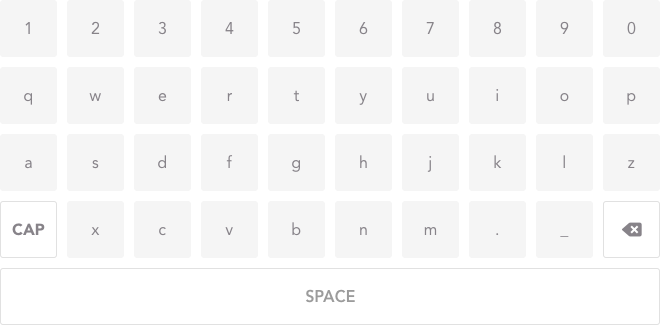 1 2 3 4 5 6 7 8 9 0
q w e r t y u i o p
a s d f g h j k l z
CAP x c v b n m . _
SPACE